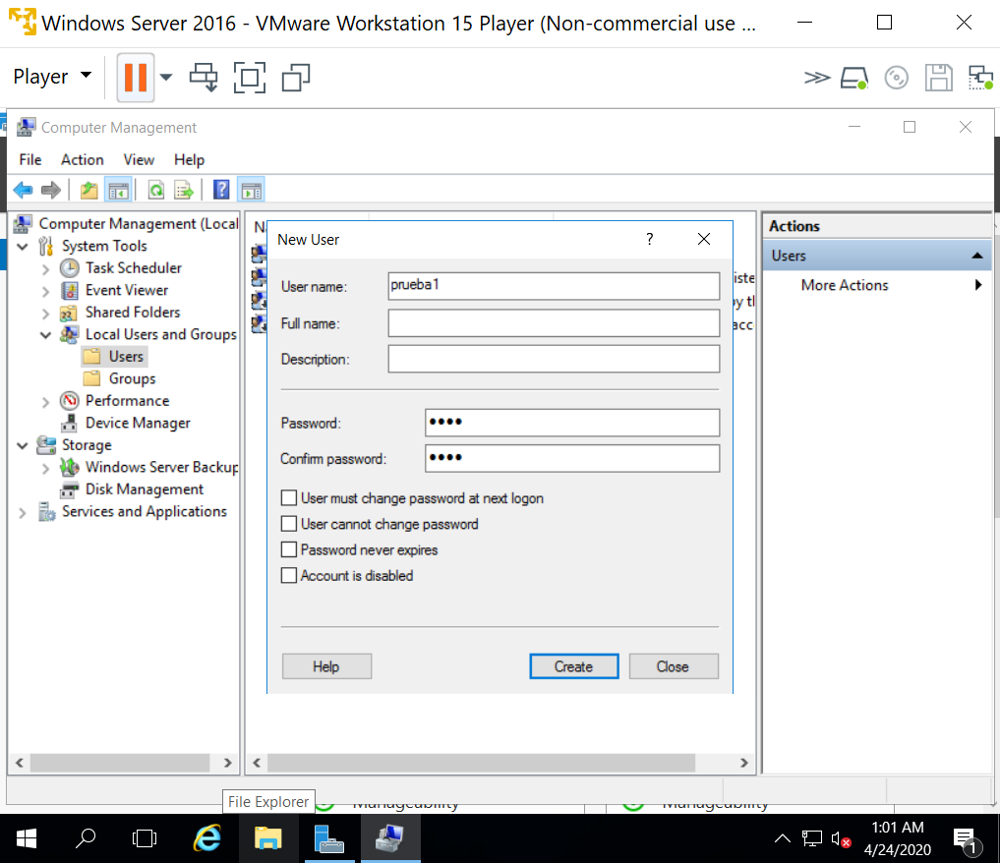 Windows Server 2016 - VMware Workstation 15 Player (Non-commercial use ...
Player
Computer Management
File Action View Help
Computer Management (Local
System Tools
Task Scheduler
Event Viewer
Shared Folders
Local Users and Groups
Users
Groups
Performance
Device Manager
Storage
Windows Server Backup
Disk Management
Services and Applications
New User ?
User name: prueba1
Full name:
Description:
Password: ●●●●
Confirm password: ●●●●
User must change password at next logon
User cannot change password
Password never expires
Account is disabled
Help Create Close
Actions
Users
More Actions
File Explorer
Manageability Manageability
1:01 AM
4/24/2020
1